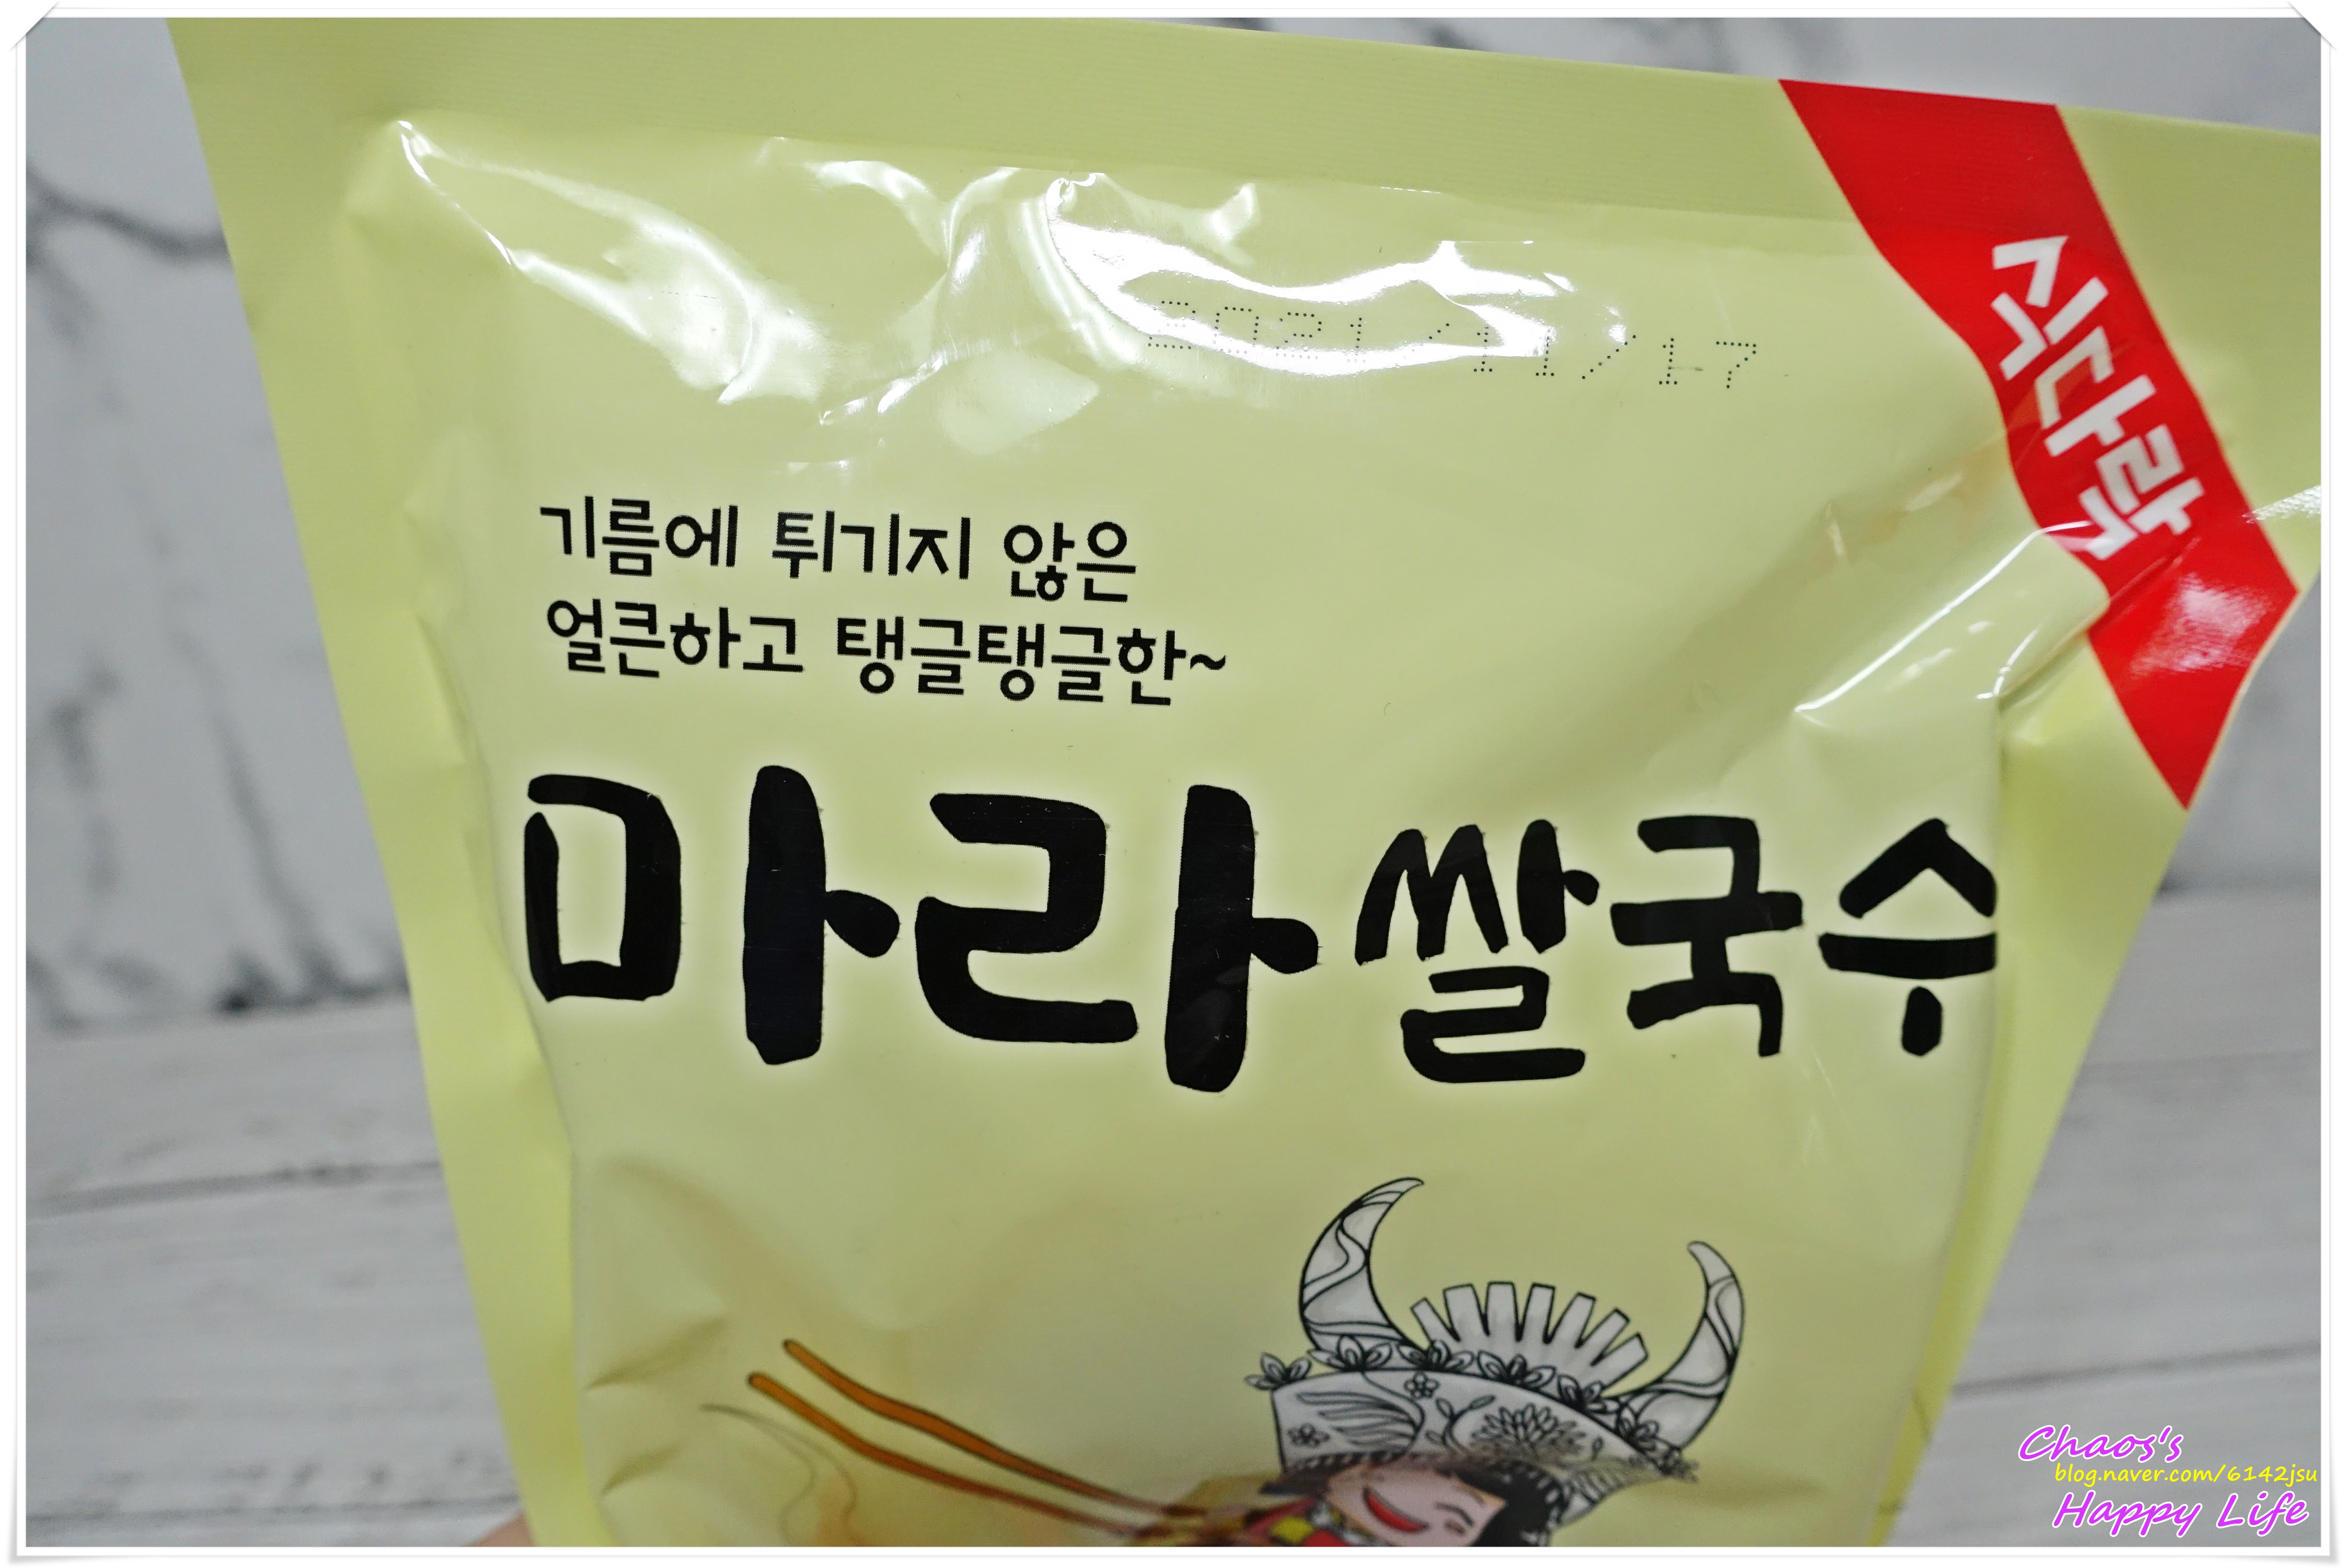 2021/11/17
식다락
기름에 튀기지 않은
얼큰하고 탱글탱글한~
마라쌀국수
Chaos's
blog.naver.com/6142jsu
Happy Life